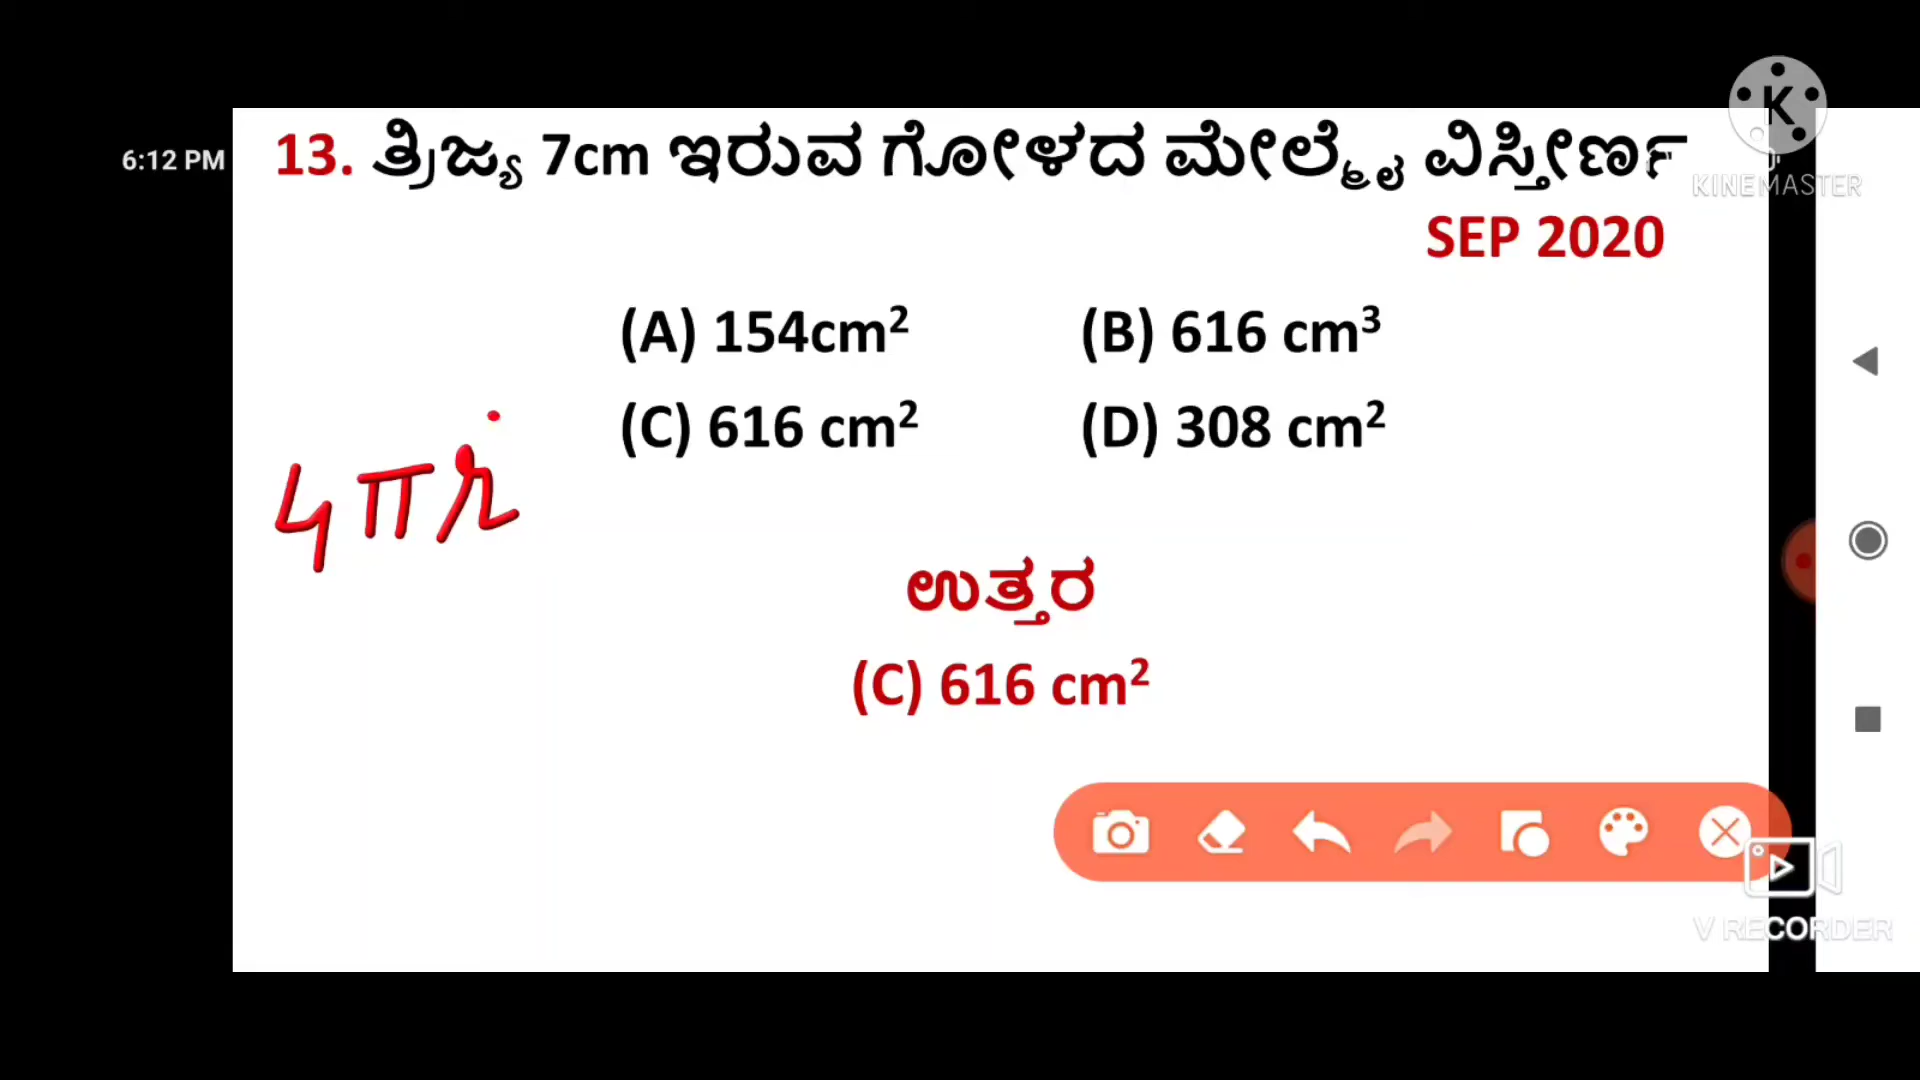 6:12 PM
13. ತ್ರಿಜ್ಯ 7cm ಇರುವ ಗೋಳದ ಮೇಲ್ಮೈ ವಿಸ್ತೀರ್ಣ
KINEMASTER
SEP 2020
(A) 154cm² (B) 616 cm³
(C) 616 cm² (D) 308 cm²
4πr
ಉತ್ತರ
(C) 616 cm²
V RECORDER